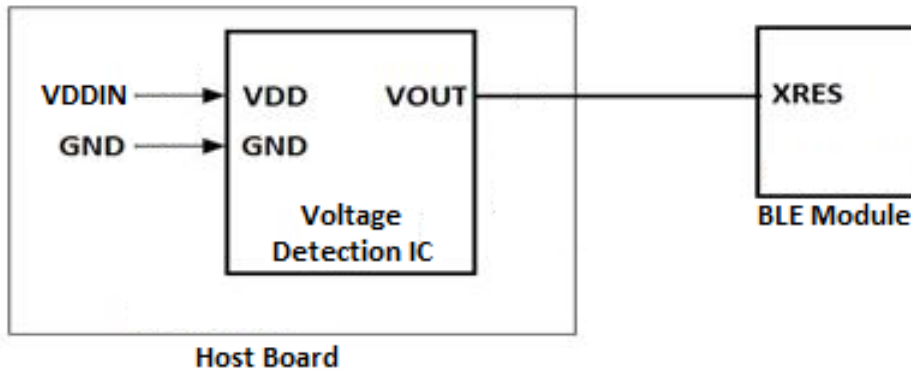 VDDIN
VDD
VOUT
XRES
GND
GND
Voltage
Detection IC
BLE Module
Host Board